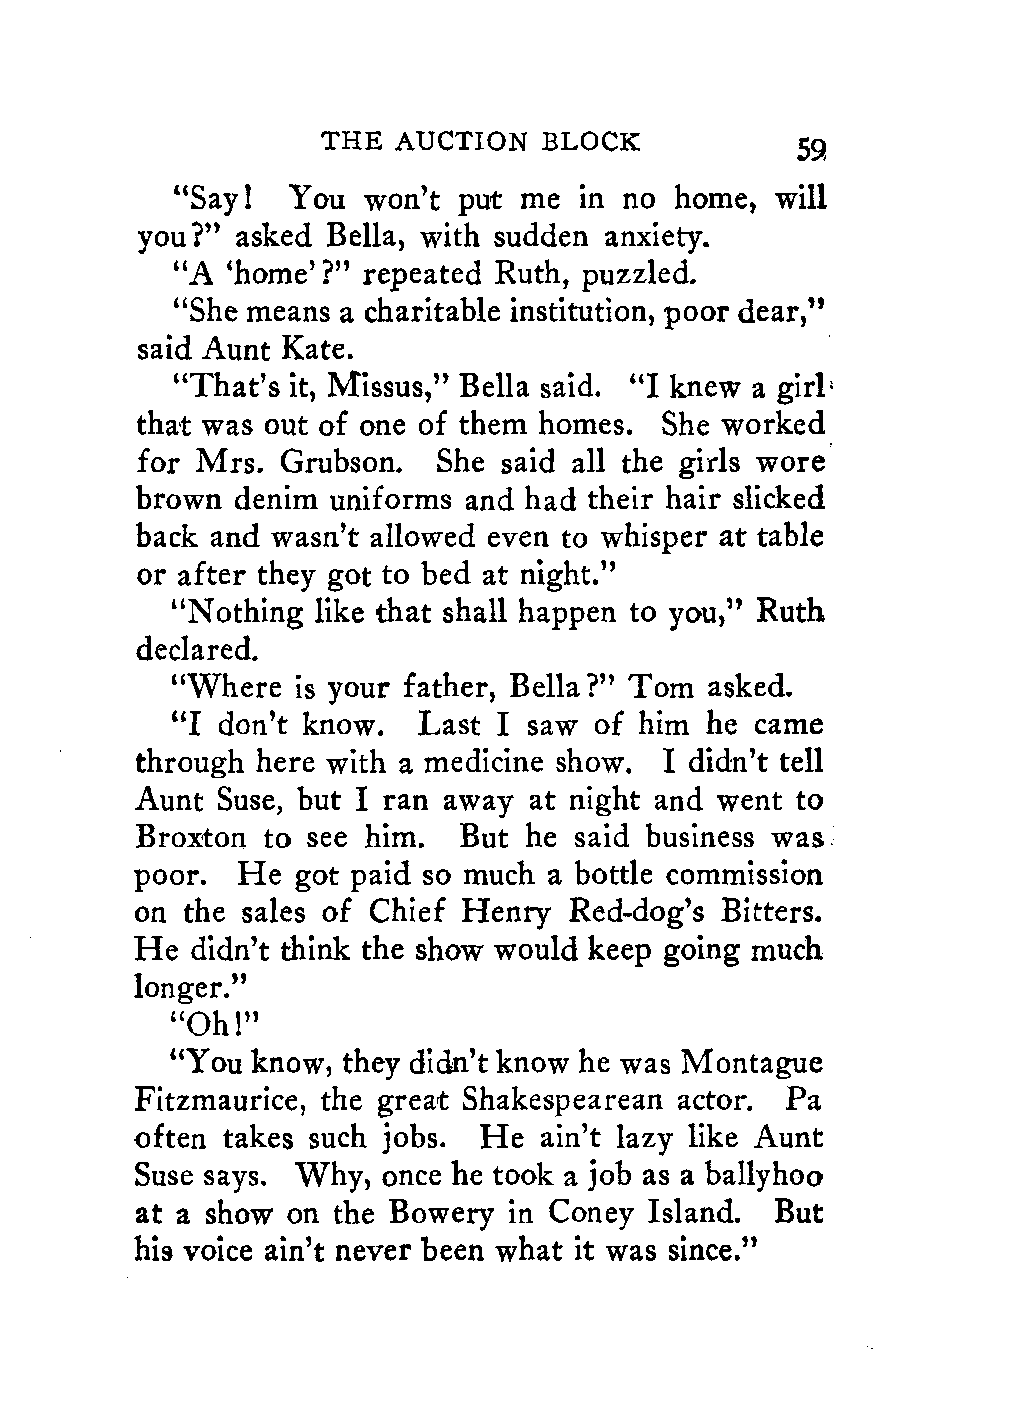 THE AUCTION BLOCK 59
“Say! You won’t put me in no home, will
you?” asked Bella, with sudden anxiety.
“A ‘home’?” repeated Ruth, puzzled.
“She means a charitable institution, poor dear,”
said Aunt Kate.
“That’s it, Missus,” Bella said. “I knew a girl
that was out of one of them homes. She worked
for Mrs. Grubson. She said all the girls wore
brown denim uniforms and had their hair slicked
back and wasn’t allowed even to whisper at table
or after they got to bed at night.”
“Nothing like that shall happen to you,” Ruth
declared.
“Where is your father, Bella?” Tom asked.
“I don’t know. Last I saw of him he came
through here with a medicine show. I didn’t tell
Aunt Suse, but I ran away at night and went to
Broxton to see him. But he said business was
poor. He got paid so much a bottle commission
on the sales of Chief Henry Red-dog’s Bitters.
He didn’t think the show would keep going much
longer.”
“Oh!”
“You know, they didn’t know he was Montague
Fitzmaurice, the great Shakespearean actor. Pa
often takes such jobs. He ain’t lazy like Aunt
Suse says. Why, once he took a job as a ballyhoo
at a show on the Bowery in Coney Island. But
his voice ain’t never been what it was since.”